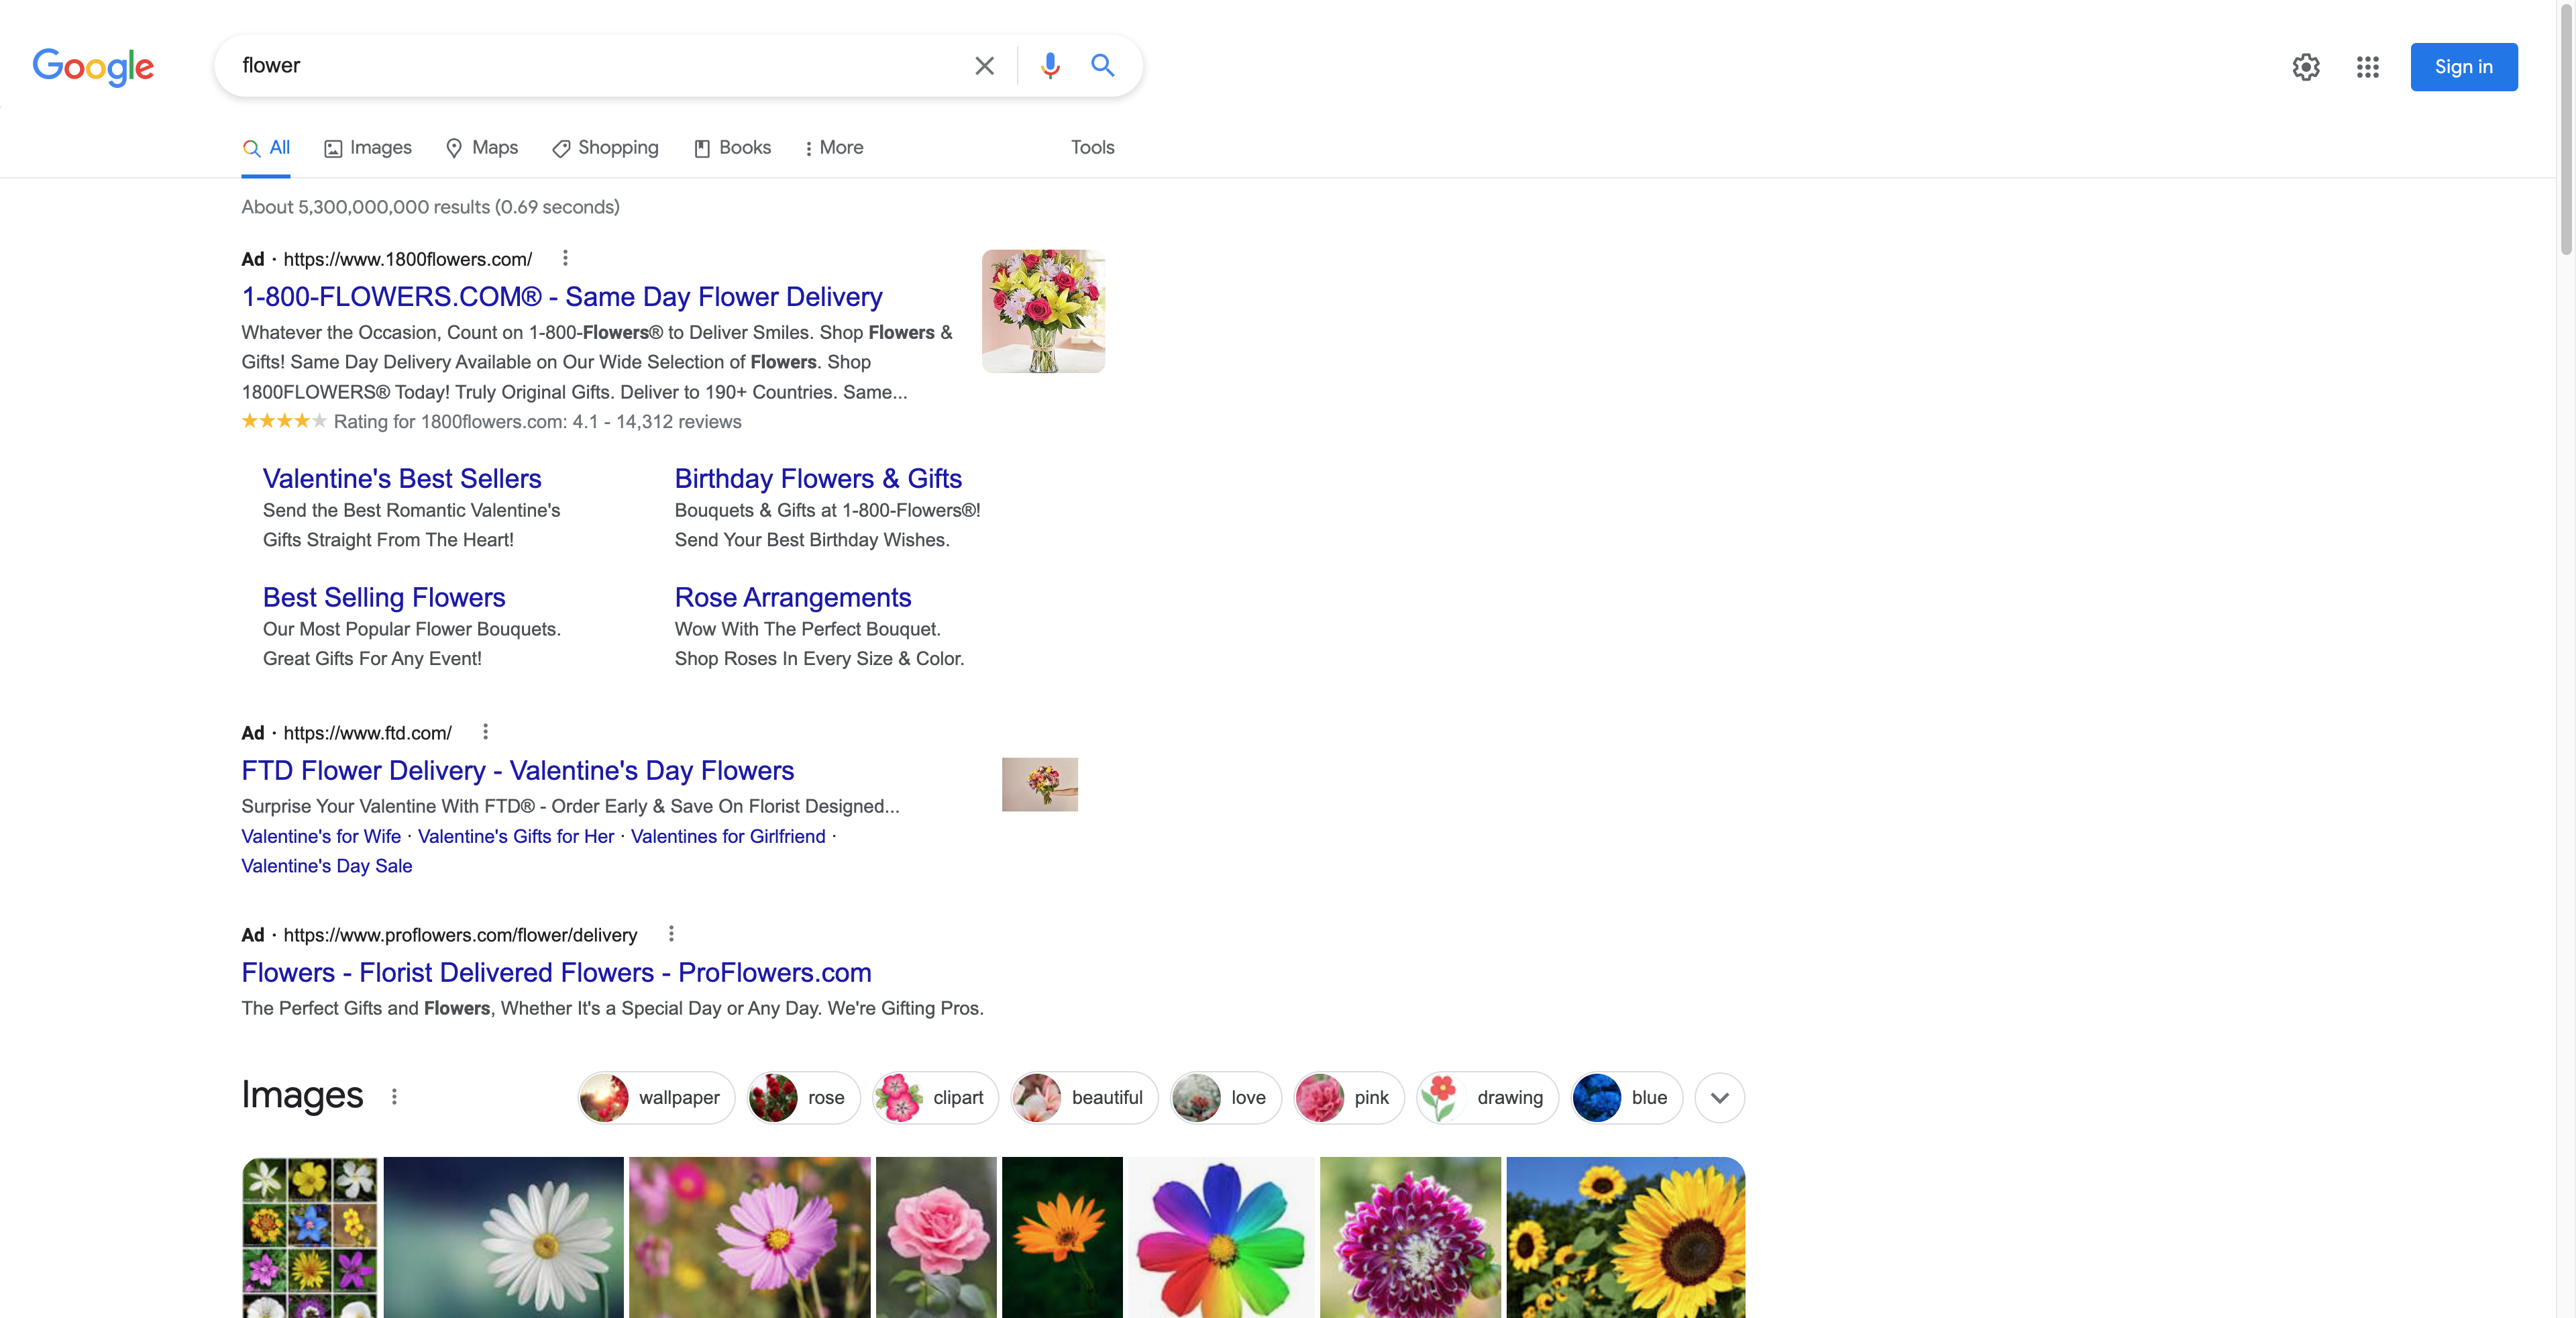 Google
flower
Sign in
All
Images
Maps
Shopping
Books
More
Tools
About 5,300,000,000 results (0.69 seconds)
Ad · https://www.1800flowers.com/
1-800-FLOWERS.COM® - Same Day Flower Delivery
Whatever the Occasion, Count on 1-800-Flowers® to Deliver Smiles. Shop Flowers &
Gifts! Same Day Delivery Available on Our Wide Selection of Flowers. Shop
1800FLOWERS® Today! Truly Original Gifts. Deliver to 190+ Countries. Same...
Rating for 1800flowers.com: 4.1 - 14,312 reviews
Valentine's Best Sellers
Send the Best Romantic Valentine's
Gifts Straight From The Heart!
Birthday Flowers & Gifts
Bouquets & Gifts at 1-800-Flowers®!
Send Your Best Birthday Wishes.
Best Selling Flowers
Our Most Popular Flower Bouquets.
Great Gifts For Any Event!
Rose Arrangements
Wow With The Perfect Bouquet.
Shop Roses In Every Size & Color.
Ad · https://www.ftd.com/
FTD Flower Delivery - Valentine's Day Flowers
Surprise Your Valentine With FTD® - Order Early & Save On Florist Designed...
Valentine's for Wife · Valentine's Gifts for Her · Valentines for Girlfriend ·
Valentine's Day Sale
Ad · https://www.proflowers.com/flower/delivery
Flowers - Florist Delivered Flowers - ProFlowers.com
The Perfect Gifts and Flowers, Whether It's a Special Day or Any Day. We're Gifting Pros.
Images
wallpaper
rose
clipart
beautiful
love
pink
drawing
blue